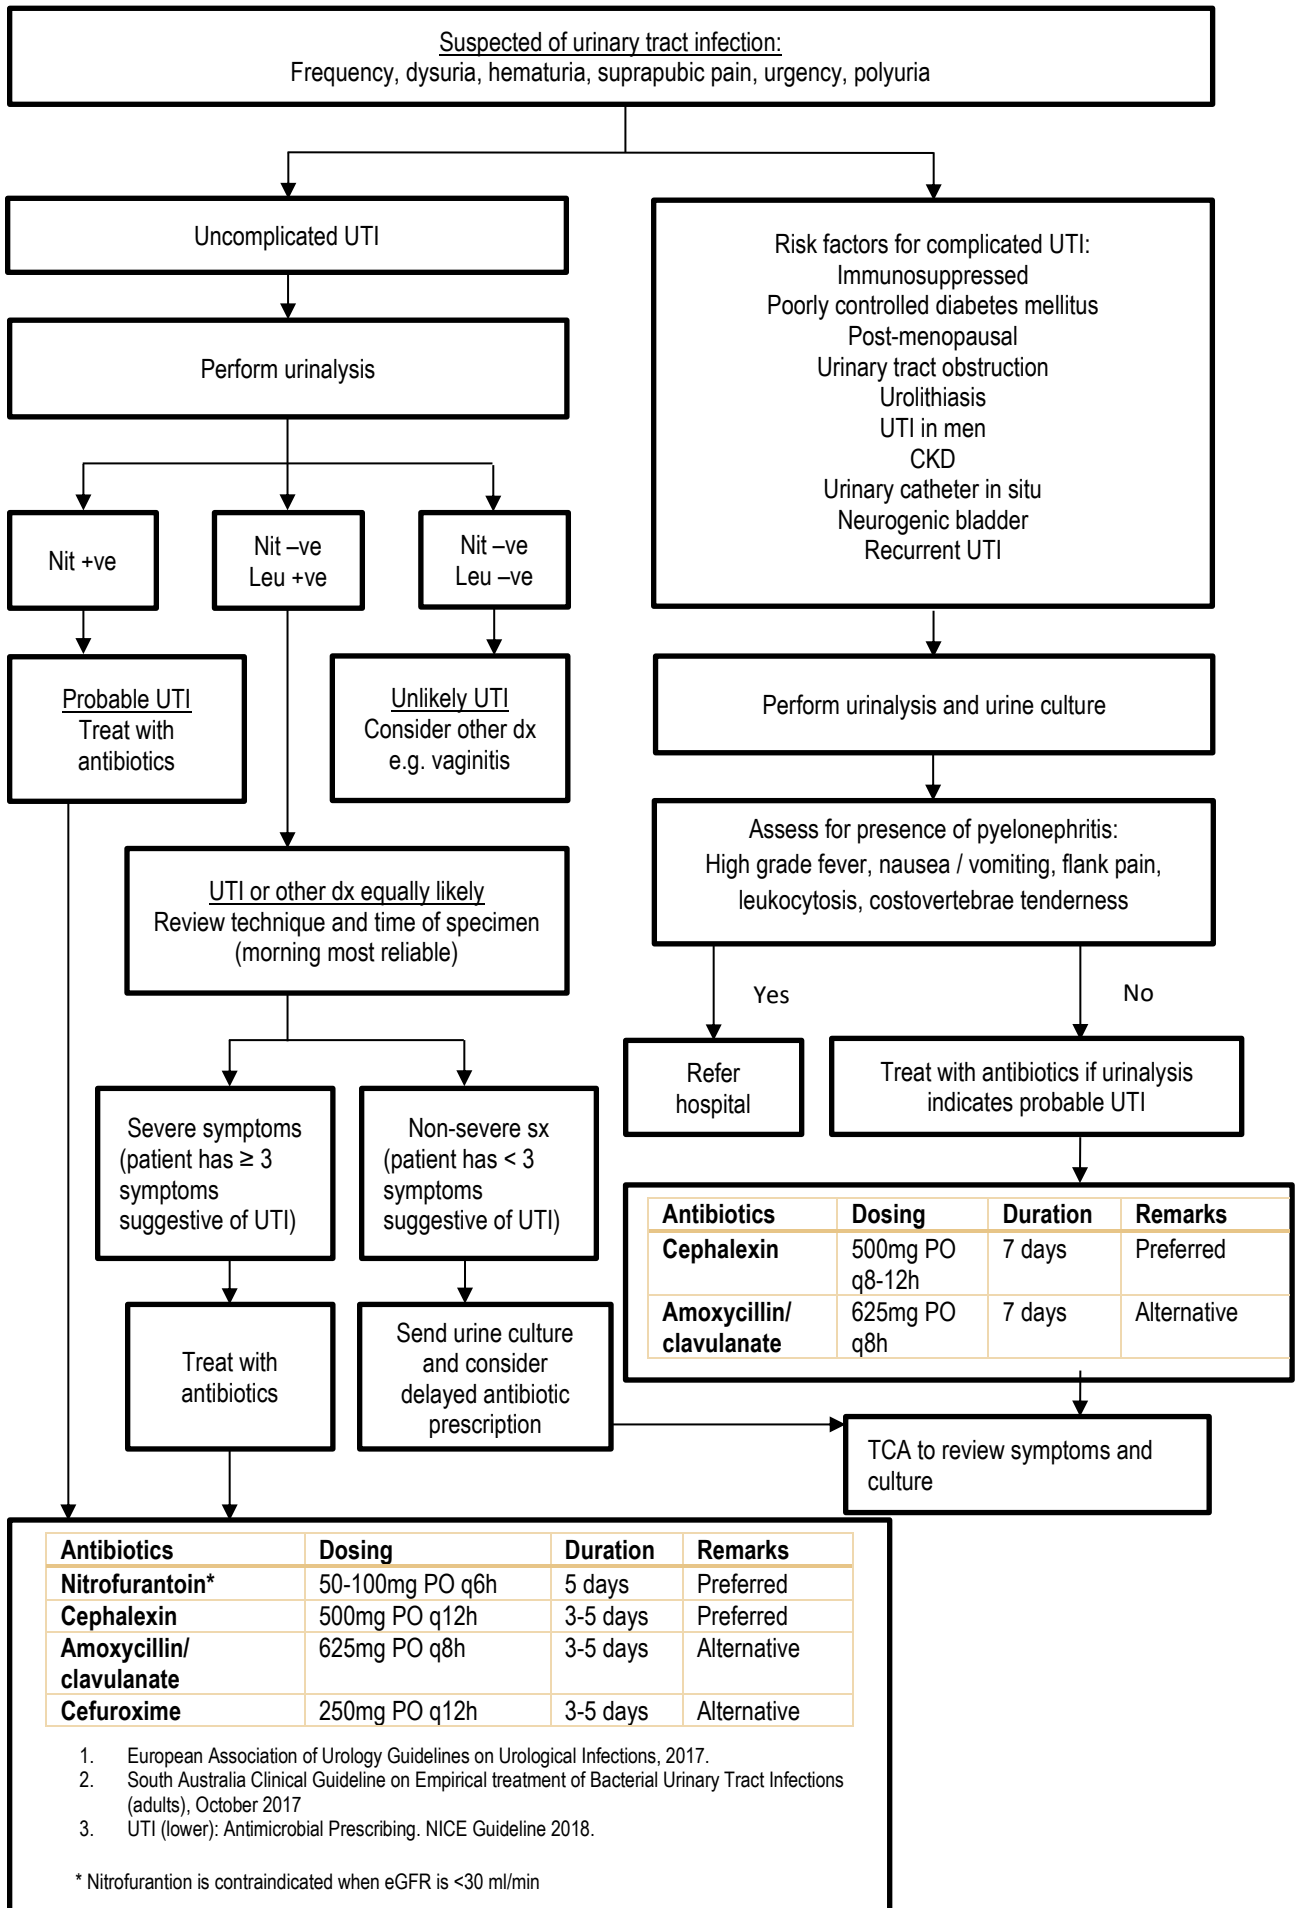 Suspected of urinary tract infection:
Frequency, dysuria, hematuria, suprapubic pain, urgency, polyuria
Uncomplicated UTI
Perform urinalysis
Nit +ve
Nit –ve
Leu +ve
Nit –ve
Leu –ve
Probable UTI
Treat with
antibiotics
Unlikely UTI
Consider other dx
e.g. vaginitis
UTI or other dx equally likely
Review technique and time of specimen
(morning most reliable)
Severe symptoms
(patient has ≥ 3
symptoms
suggestive of UTI)
Non-severe sx
(patient has < 3
symptoms
suggestive of UTI)
Treat with
antibiotics
Send urine culture
and consider
delayed antibiotic
prescription
Risk factors for complicated UTI:
Immunosuppressed
Poorly controlled diabetes mellitus
Post-menopausal
Urinary tract obstruction
Urolithiasis
UTI in men
CKD
Urinary catheter in situ
Neurogenic bladder
Recurrent UTI
Perform urinalysis and urine culture
Assess for presence of pyelonephritis:
High grade fever, nausea / vomiting, flank pain,
leukocytosis, costovertebrae tenderness
Yes
No
Refer
hospital
Treat with antibiotics if urinalysis
indicates probable UTI
Antibiotics Dosing Duration Remarks
Cephalexin 500mg PO 7 days Preferred
q8-12h
Amoxycillin/ 625mg PO 7 days Alternative
clavulanate q8h
TCA to review symptoms and
culture
Antibiotics Dosing Duration Remarks
Nitrofurantoin* 50-100mg PO q6h 5 days Preferred
Cephalexin 500mg PO q12h 3-5 days Preferred
Amoxycillin/ 625mg PO q8h 3-5 days Alternative
clavulanate
Cefuroxime 250mg PO q12h 3-5 days Alternative
1. European Association of Urology Guidelines on Urological Infections, 2017.
2. South Australia Clinical Guideline on Empirical treatment of Bacterial Urinary Tract Infections
(adults), October 2017
3. UTI (lower): Antimicrobial Prescribing. NICE Guideline 2018.
* Nitrofurantion is contraindicated when eGFR is <30 ml/min